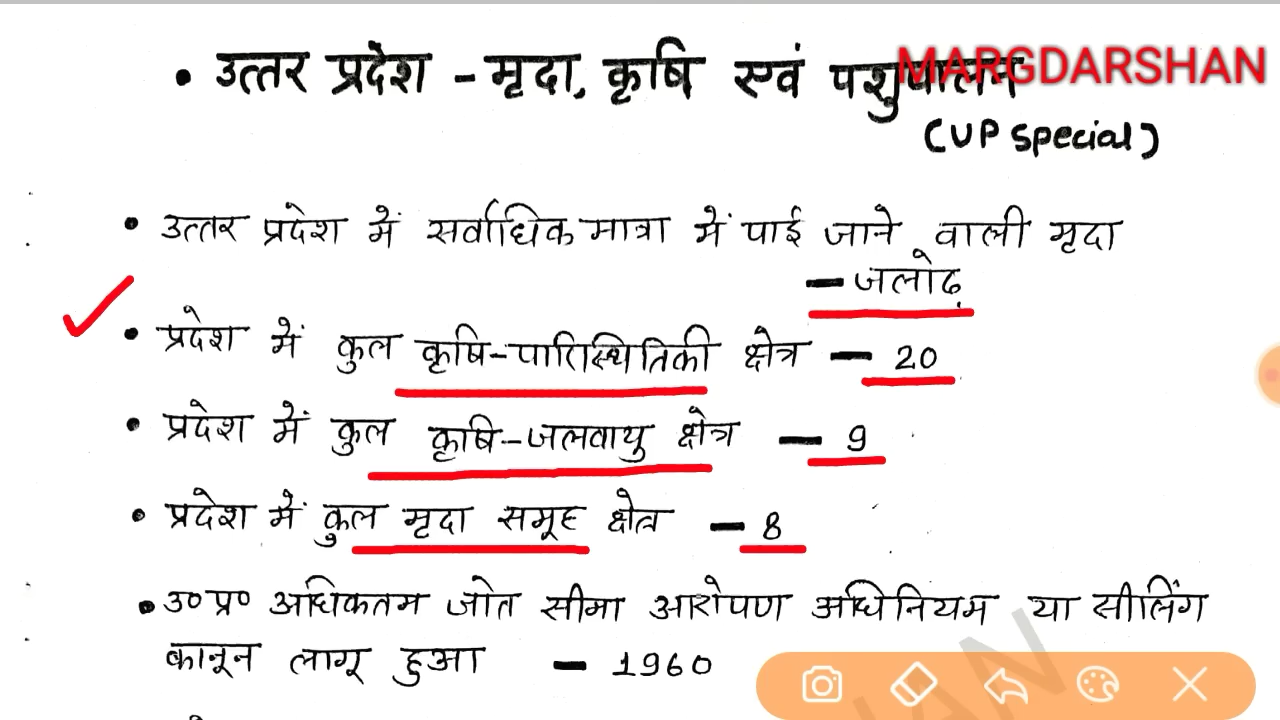 • उत्तर प्रदेश - मृदा, कृषि एवं पशुपालन
MARGDARSHAN
(UP Special)
• उत्तर प्रदेश में सर्वाधिक मात्रा में पाई जाने वाली मृदा
— जलोढ़
• प्रदेश में कुल कृषि-पारिस्थितिकी क्षेत्र — 20
• प्रदेश में कुल कृषि-जलवायु क्षेत्र — 9
• प्रदेश में कुल मृदा समूह क्षेत्र — 8
• उ० प्र० अधिकतम जोत सीमा आरोपण अधिनियम या सीलिंग
कानून लागू हुआ — 1960